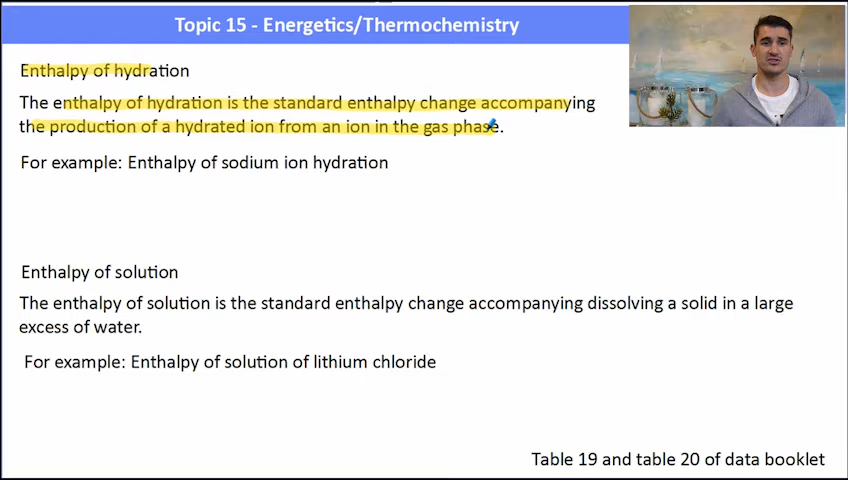 Topic 15 - Energetics/Thermochemistry
Enthalpy of hydration
The enthalpy of hydration is the standard enthalpy change accompanying
the production of a hydrated ion from an ion in the gas phase.
For example: Enthalpy of sodium ion hydration
Enthalpy of solution
The enthalpy of solution is the standard enthalpy change accompanying dissolving a solid in a large
excess of water.
For example: Enthalpy of solution of lithium chloride
Table 19 and table 20 of data booklet